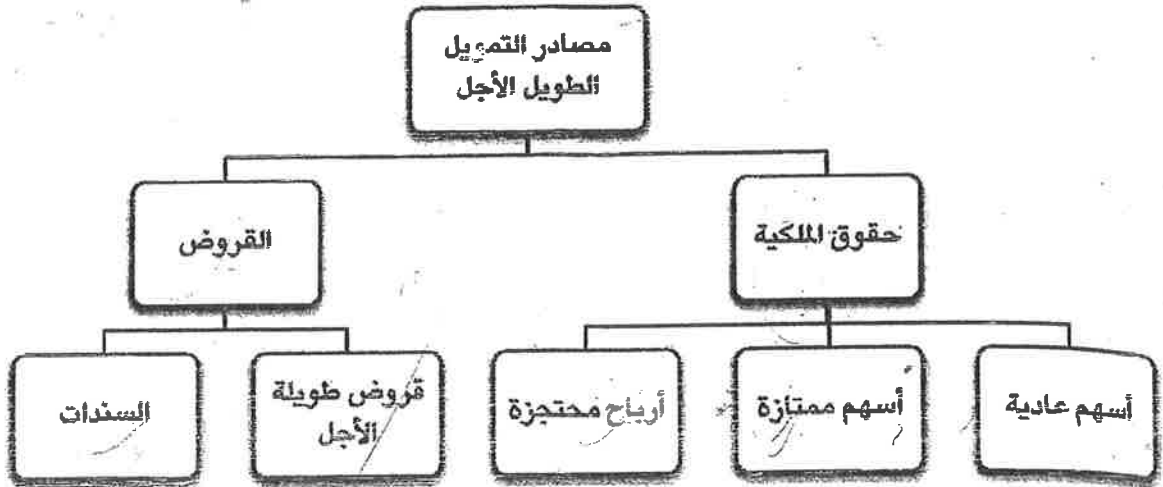 مصادر التمويل
الطويل الأجل
حقوق الملكية
القروض
أسهم عادية
أسهم ممتازة
أرباح محتجزة
قروض طويلة
الأجل
السندات